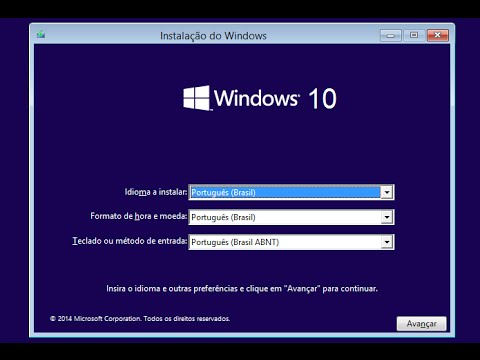 Instalação do Windows
Windows 10
Idioma a instalar: Português (Brasil)
Formato de hora e moeda: Português (Brasil)
Teclado ou método de entrada: Português (Brasil ABNT)
Insira o idioma e outras preferências e clique em "Avançar" para continuar.
© 2014 Microsoft Corporation. Todos os direitos reservados.
Avançar